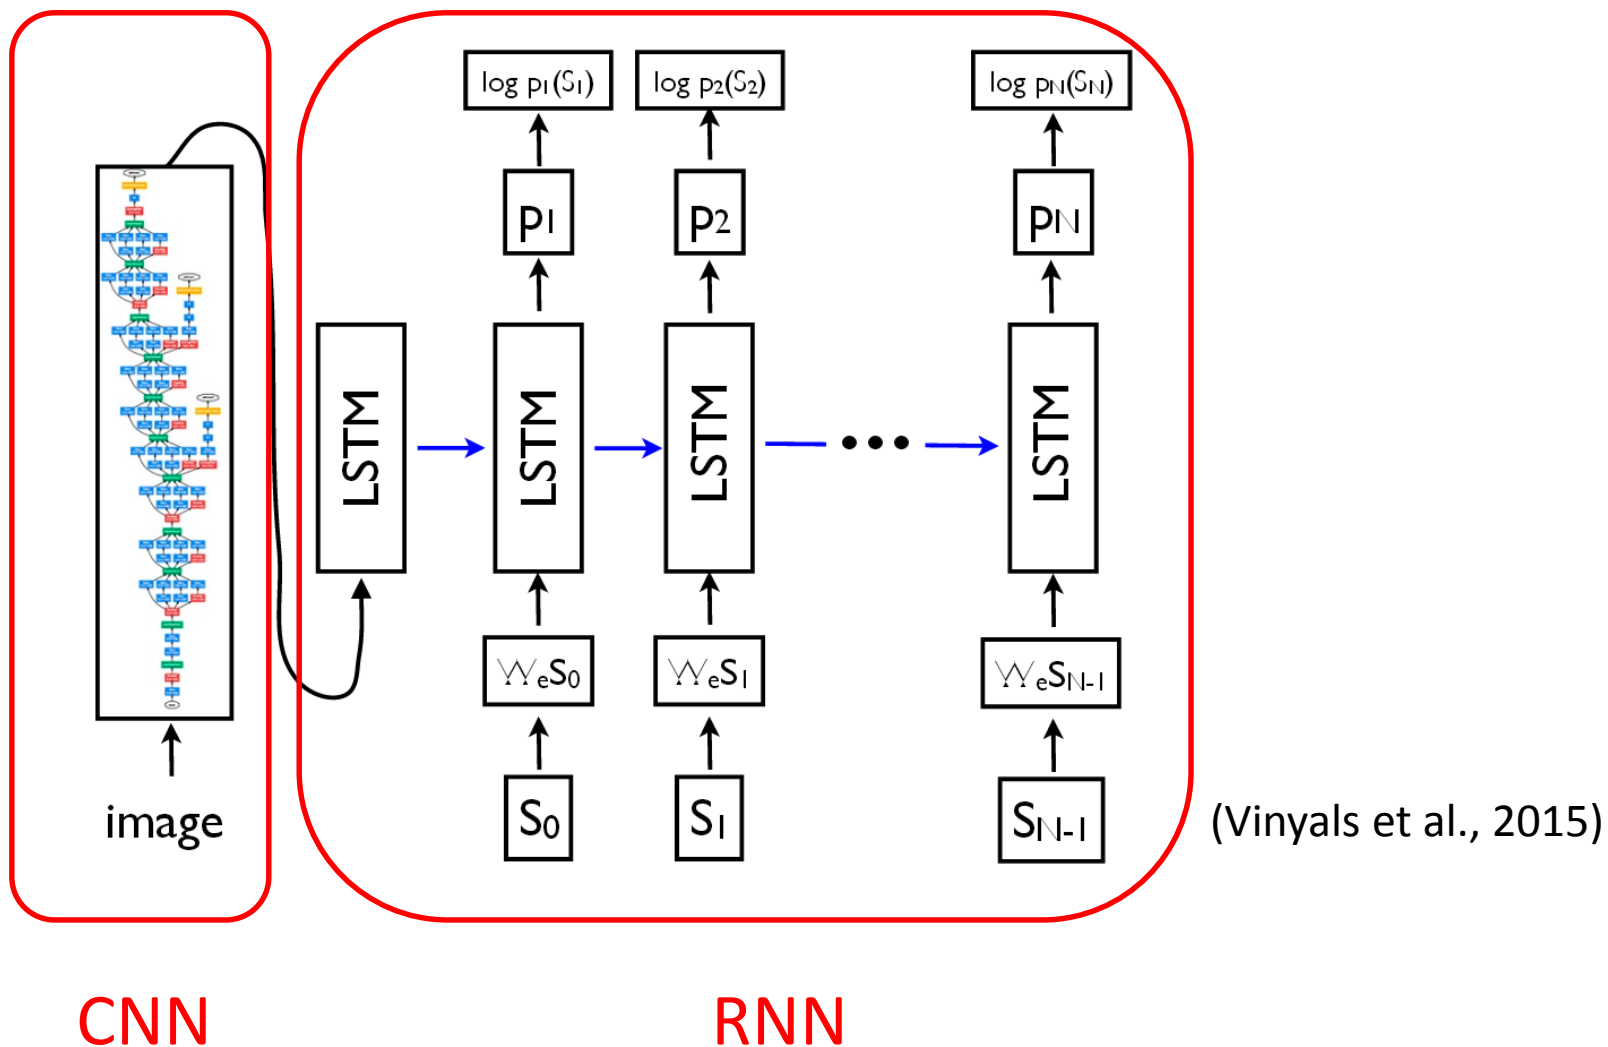 log p1(S1) log p2(S2) log pN(SN)
p1 p2 pN
LSTM LSTM LSTM LSTM
WeS0 WeS1 WeSN-1
S0 S1 SN-1
image
(Vinyals et al., 2015)
CNN RNN